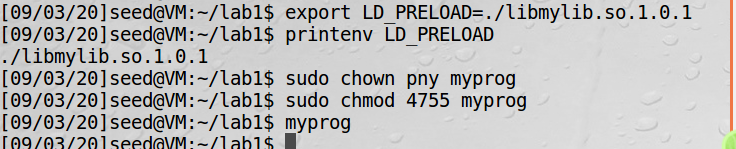 [09/03/20]seed@VM:~/lab1$ export LD_PRELOAD=./libmylib.so.1.0.1
[09/03/20]seed@VM:~/lab1$ printenv LD_PRELOAD
./libmylib.so.1.0.1
[09/03/20]seed@VM:~/lab1$ sudo chown pny myprog
[09/03/20]seed@VM:~/lab1$ sudo chmod 4755 myprog
[09/03/20]seed@VM:~/lab1$ myprog
[09/03/20]seed@VM:~/lab1$